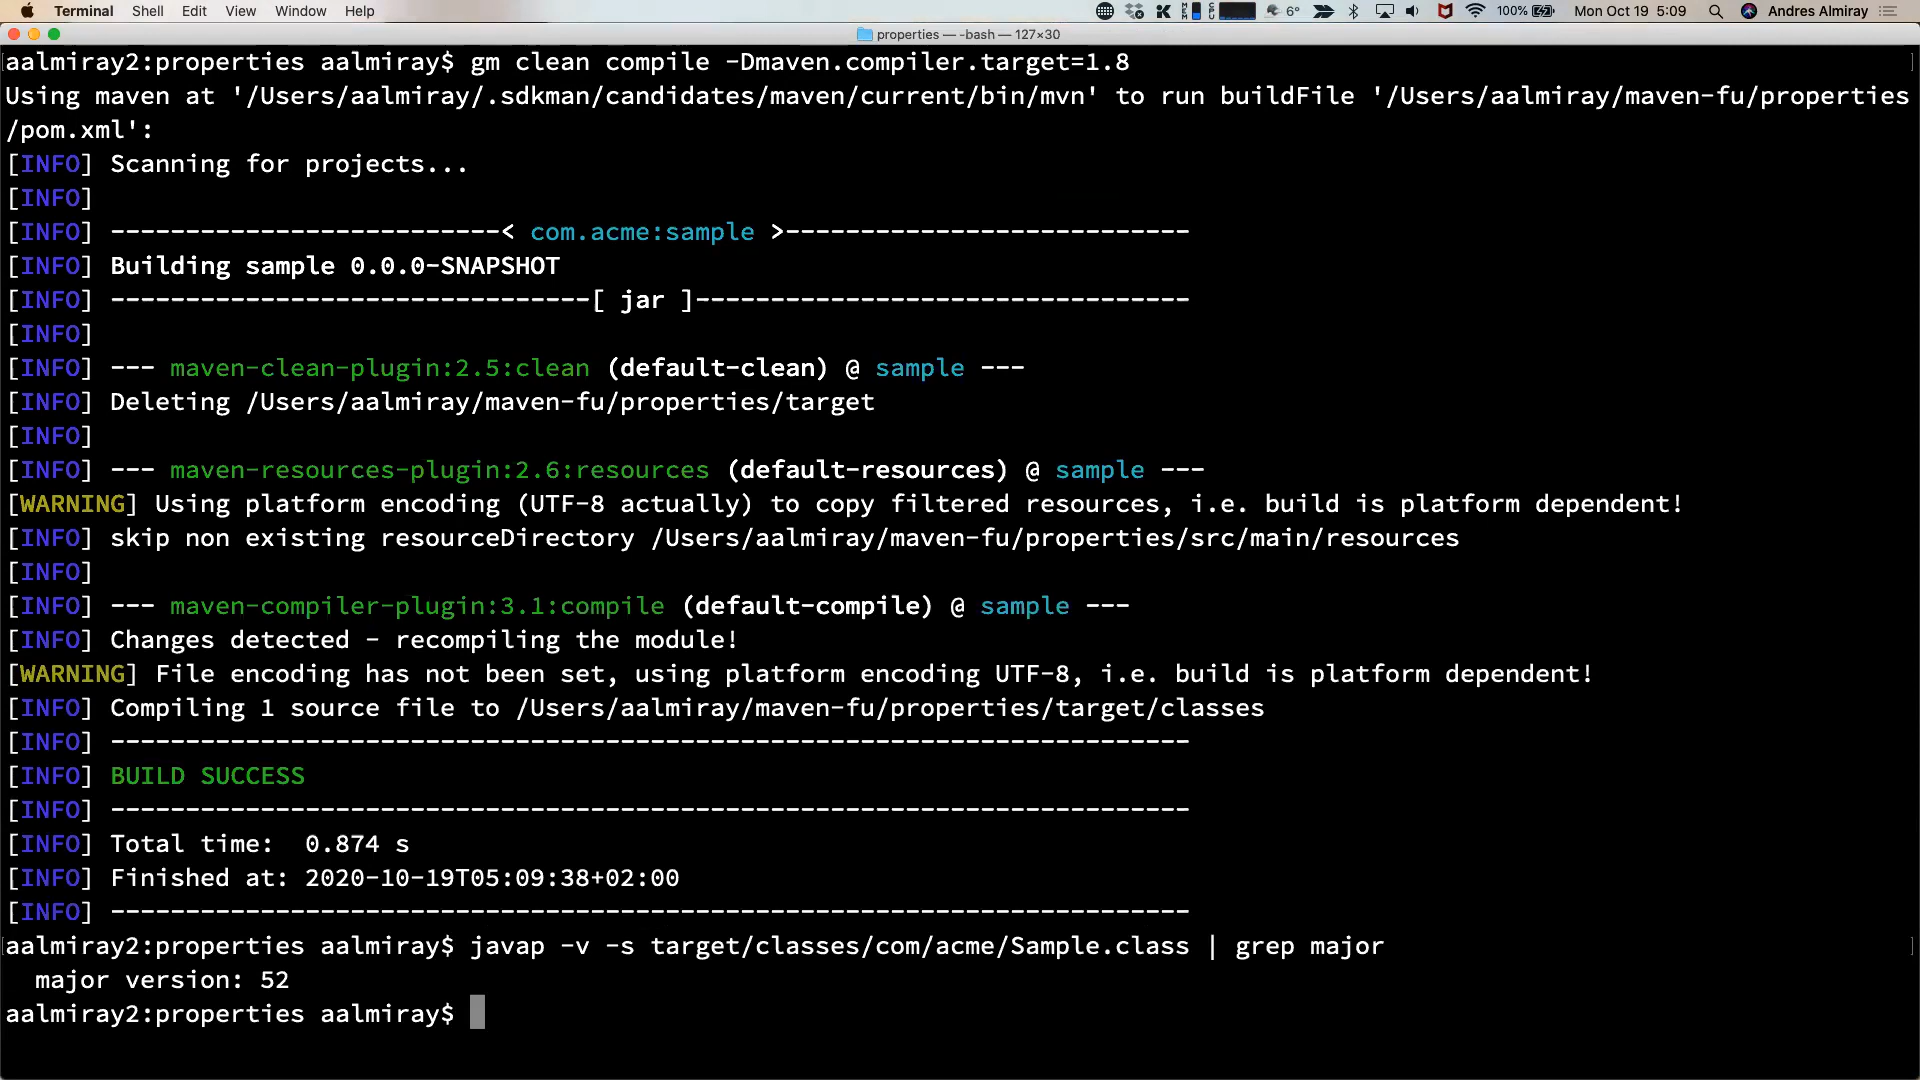 Terminal Shell Edit View Window Help 6° 100% Mon Oct 19 5:09 Andres Almiray
properties — -bash — 127×30
aalmiray2:properties aalmiray$ gm clean compile -Dmaven.compiler.target=1.8
Using maven at '/Users/aalmiray/.sdkman/candidates/maven/current/bin/mvn' to run buildFile '/Users/aalmiray/maven-fu/properties
/pom.xml':
[INFO] Scanning for projects...
[INFO]
[INFO] --------------------------< com.acme:sample >---------------------------
[INFO] Building sample 0.0.0-SNAPSHOT
[INFO] --------------------------------[ jar ]---------------------------------
[INFO]
[INFO] --- maven-clean-plugin:2.5:clean (default-clean) @ sample ---
[INFO] Deleting /Users/aalmiray/maven-fu/properties/target
[INFO]
[INFO] --- maven-resources-plugin:2.6:resources (default-resources) @ sample ---
[WARNING] Using platform encoding (UTF-8 actually) to copy filtered resources, i.e. build is platform dependent!
[INFO] skip non existing resourceDirectory /Users/aalmiray/maven-fu/properties/src/main/resources
[INFO]
[INFO] --- maven-compiler-plugin:3.1:compile (default-compile) @ sample ---
[INFO] Changes detected - recompiling the module!
[WARNING] File encoding has not been set, using platform encoding UTF-8, i.e. build is platform dependent!
[INFO] Compiling 1 source file to /Users/aalmiray/maven-fu/properties/target/classes
[INFO] ------------------------------------------------------------------------
[INFO] BUILD SUCCESS
[INFO] ------------------------------------------------------------------------
[INFO] Total time:  0.874 s
[INFO] Finished at: 2020-10-19T05:09:38+02:00
[INFO] ------------------------------------------------------------------------
aalmiray2:properties aalmiray$ javap -v -s target/classes/com/acme/Sample.class | grep major
  major version: 52
aalmiray2:properties aalmiray$